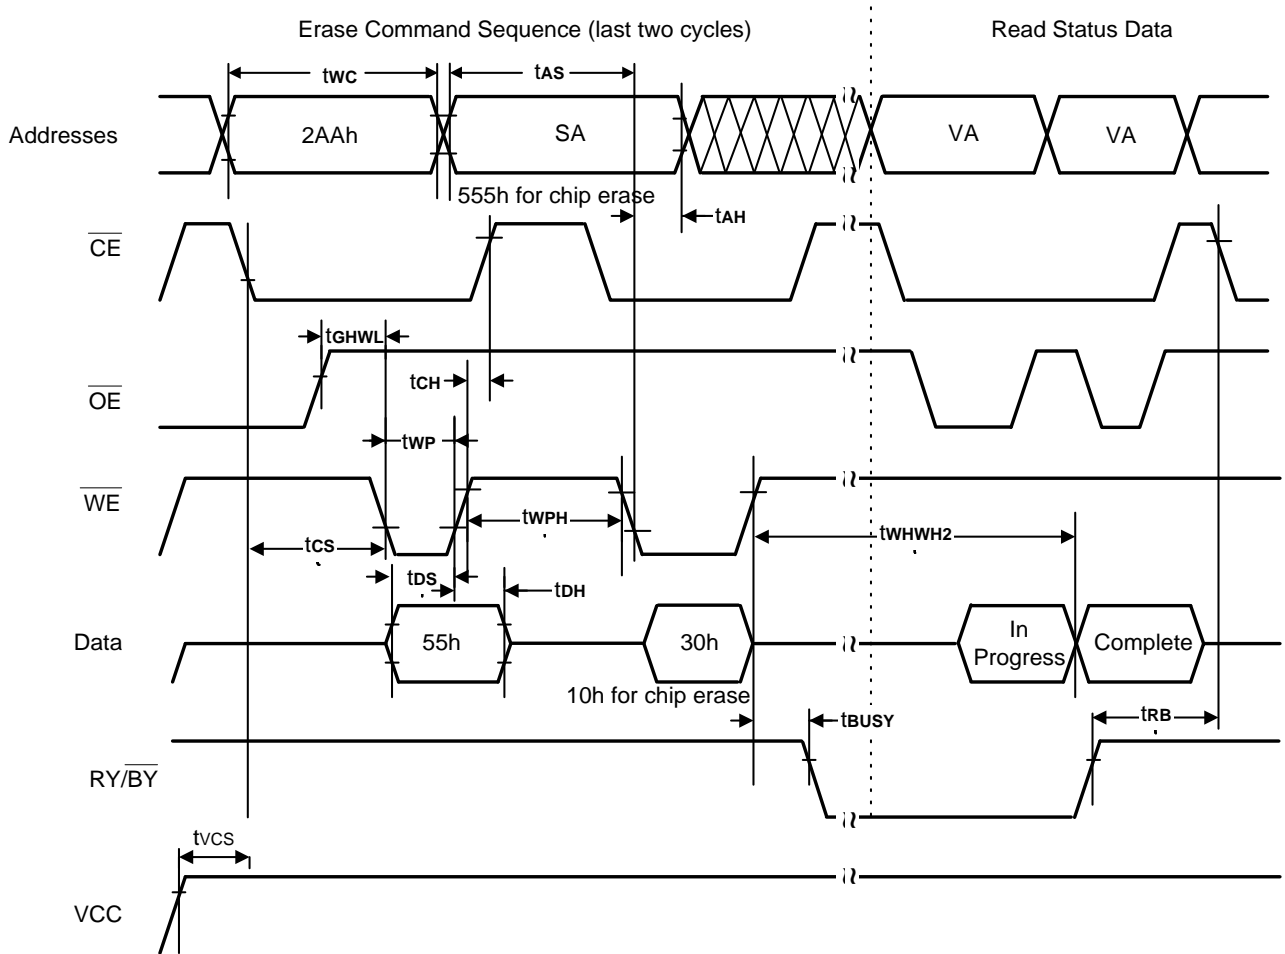 Erase Command Sequence (last two cycles)
Read Status Data
tWC
tAS
Addresses
2AAh
SA
VA
VA
555h for chip erase
tAH
CE
tGHWL
tCH
OE
tWP
WE
tWPH
tWHWH2
tCS
tDS
tDH
Data
55h
30h
In
Progress
Complete
10h for chip erase
tBUSY
tRB
RY/BY
tVCS
VCC